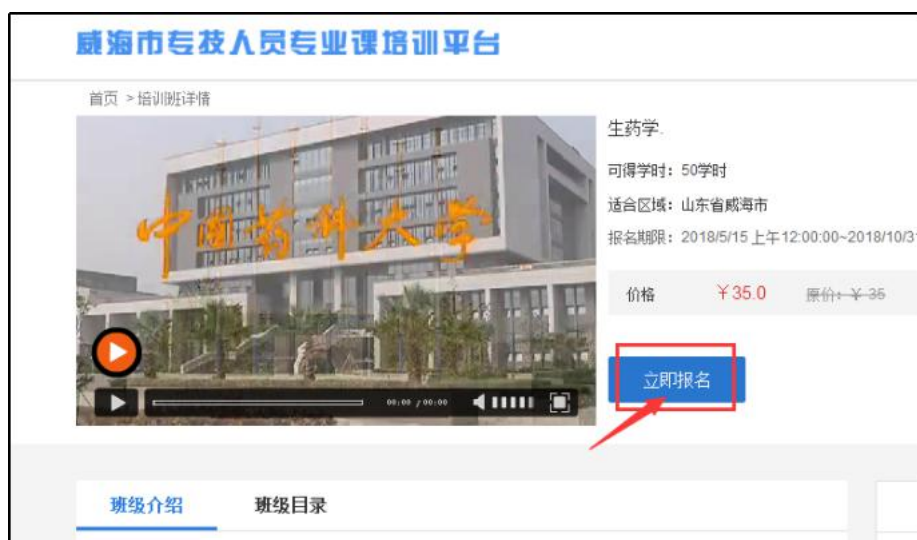 威海市专技人员专业课培训平台
首页 >培训班详情
生药学.
可得学时：50学时
适合区域：山东省威海市
报名期限：2018/5/15 上午12:00:00~2018/10/31
价格 ￥35.0 原价：￥ 35
中国药科大学
立即报名
00:00 / 00:00
班级介绍 班级目录